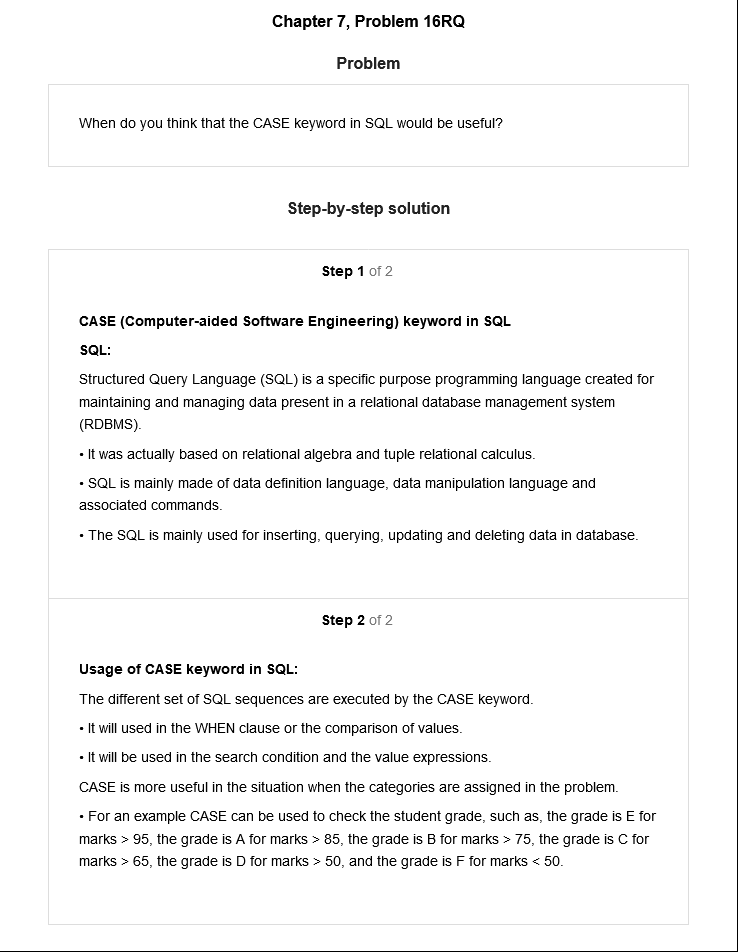 Chapter 7, Problem 16RQ
Problem
When do you think that the CASE keyword in SQL would be useful?
Step-by-step solution
Step 1 of 2
CASE (Computer-aided Software Engineering) keyword in SQL
SQL:
Structured Query Language (SQL) is a specific purpose programming language created for
maintaining and managing data present in a relational database management system
(RDBMS).
• It was actually based on relational algebra and tuple relational calculus.
• SQL is mainly made of data definition language, data manipulation language and
associated commands.
• The SQL is mainly used for inserting, querying, updating and deleting data in database.
Step 2 of 2
Usage of CASE keyword in SQL:
The different set of SQL sequences are executed by the CASE keyword.
• It will used in the WHEN clause or the comparison of values.
• It will be used in the search condition and the value expressions.
CASE is more useful in the situation when the categories are assigned in the problem.
• For an example CASE can be used to check the student grade, such as, the grade is E for
marks > 95, the grade is A for marks > 85, the grade is B for marks > 75, the grade is C for
marks > 65, the grade is D for marks > 50, and the grade is F for marks < 50.